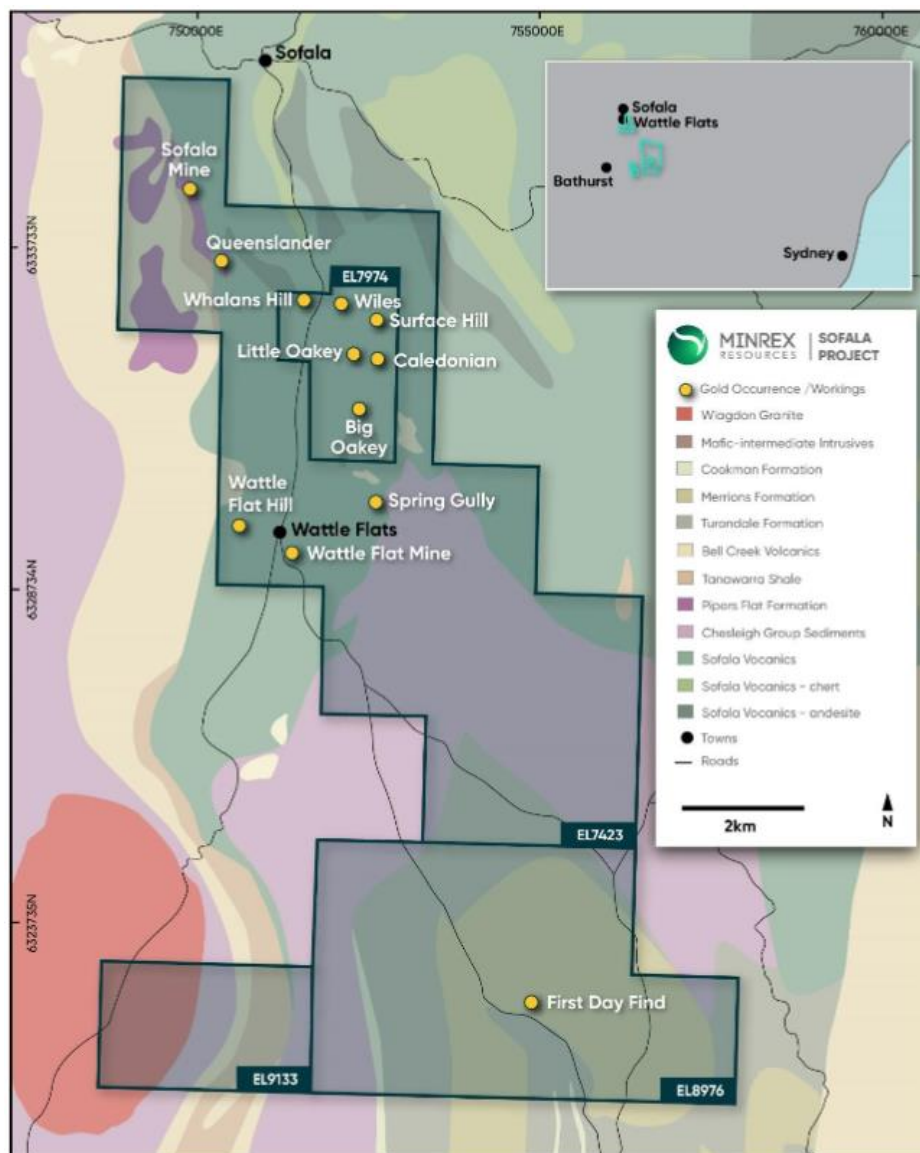 750000E
755000E
760000E
Sofala
Sofala
Mine
Queenslander
EL7974
Whalans Hill
Wiles
Surface Hill
Little Oakey
Caledonian
Big
Oakey
Wattle
Flat Hill
Spring Gully
Wattle Flats
Wattle Flat Mine
EL7423
First Day Find
EL9133
EL8976
6333733N
6328734N
6323735N
Sofala
Wattle Flats
Bathurst
Sydney
MINREX
RESOURCES
SOFALA
PROJECT
Gold Occurrence /Workings
Wiagdon Granite
Mafic-intermediate Intrusives
Cookman Formation
Merrions Formation
Turondale Formation
Bell Creek Volcanics
Tanawarra Shale
Pipers Flat Formation
Chesleigh Group Sediments
Sofala Vocanics
Sofala Vocanics - chert
Sofala Vocanics - andesite
Towns
Roads
2km
N